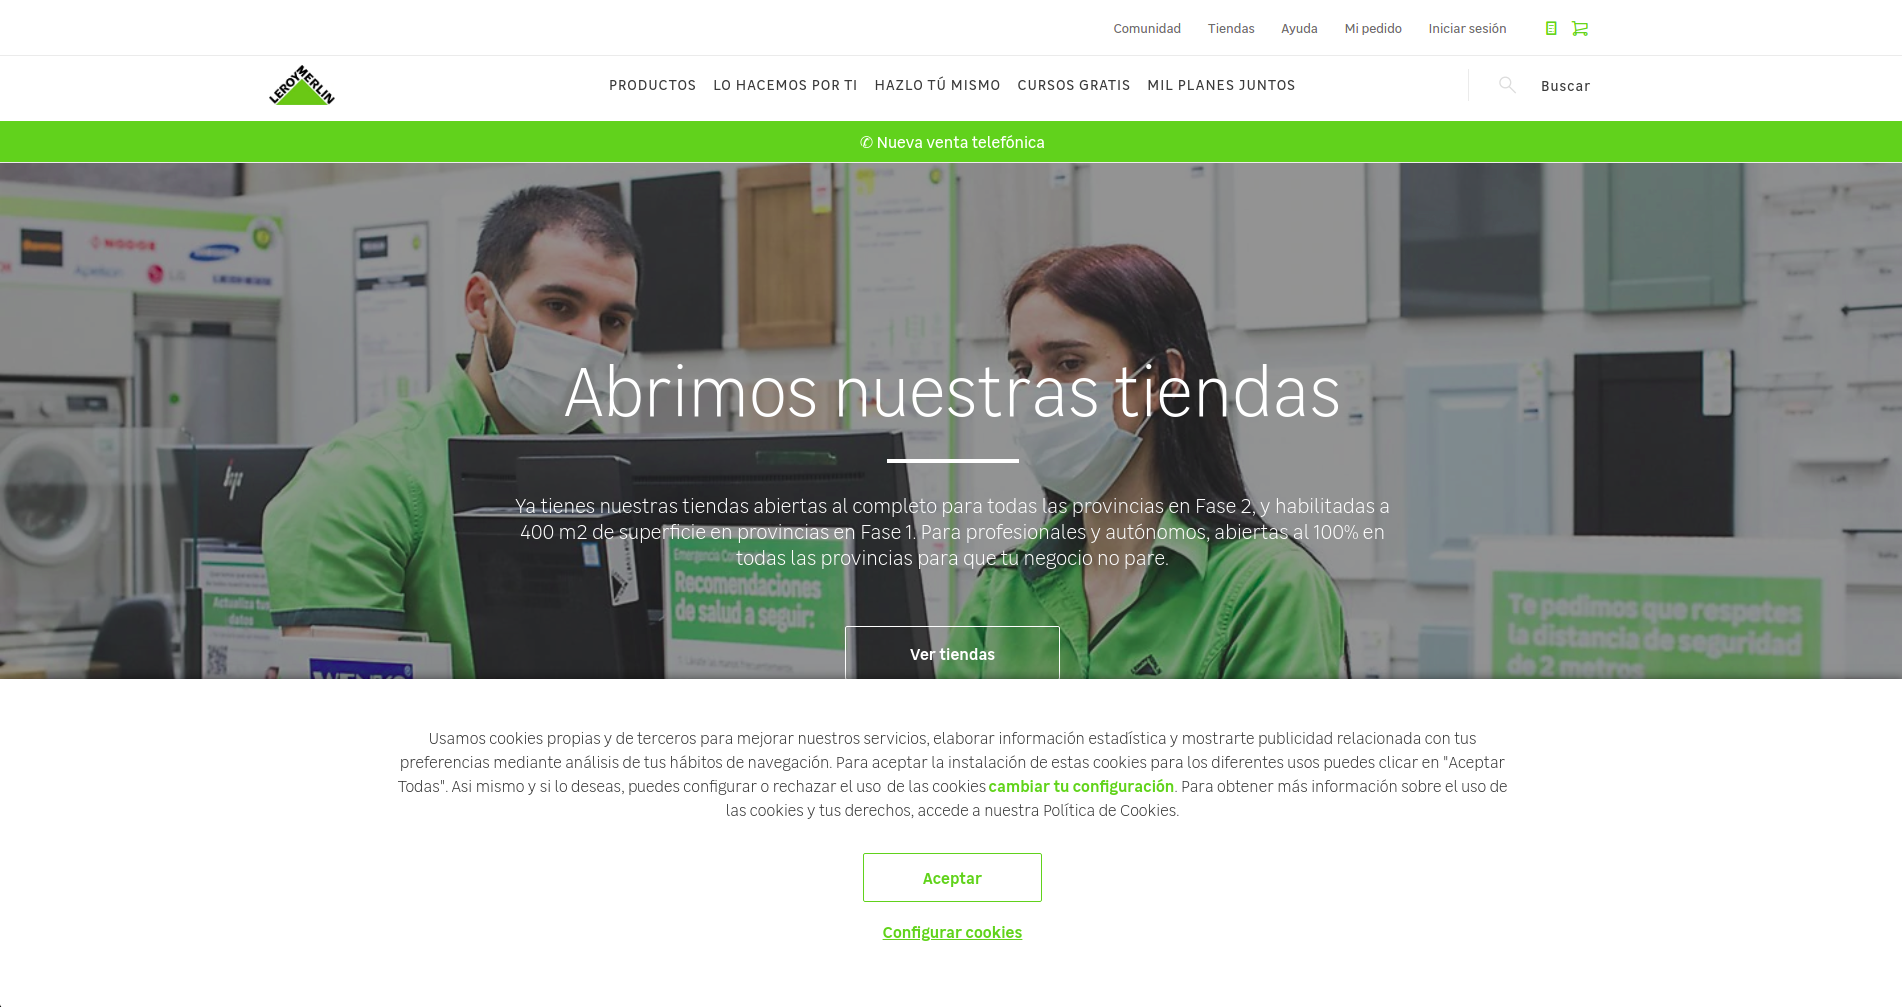 Comunidad Tiendas Ayuda Mi pedido Iniciar sesión
LEROY MERLIN
PRODUCTOS LO HACEMOS POR TI HAZLO TÚ MISMO CURSOS GRATIS MIL PLANES JUNTOS
Buscar
✆ Nueva venta telefónica
SAMSUNG
LG
hp
Abrimos nuestras tiendas
Ya tienes nuestras tiendas abiertas al completo para todas las provincias en Fase 2, y habilitadas a
400 m2 de superficie en provincias en Fase 1. Para profesionales y autónomos, abiertas al 100% en
todas las provincias para que tu negocio no pare.
Recomendaciones
de salud a seguir:
Actualiza tus
datos
Te pedimos que respetes
la distancia de seguridad
de 2 metros
Ver tiendas
Usamos cookies propias y de terceros para mejorar nuestros servicios, elaborar información estadística y mostrarte publicidad relacionada con tus
preferencias mediante análisis de tus hábitos de navegación. Para aceptar la instalación de estas cookies para los diferentes usos puedes clicar en "Aceptar
Todas". Asi mismo y si lo deseas, puedes configurar o rechazar el uso de las cookies cambiar tu configuración. Para obtener más información sobre el uso de
las cookies y tus derechos, accede a nuestra Política de Cookies.
Aceptar
Configurar cookies